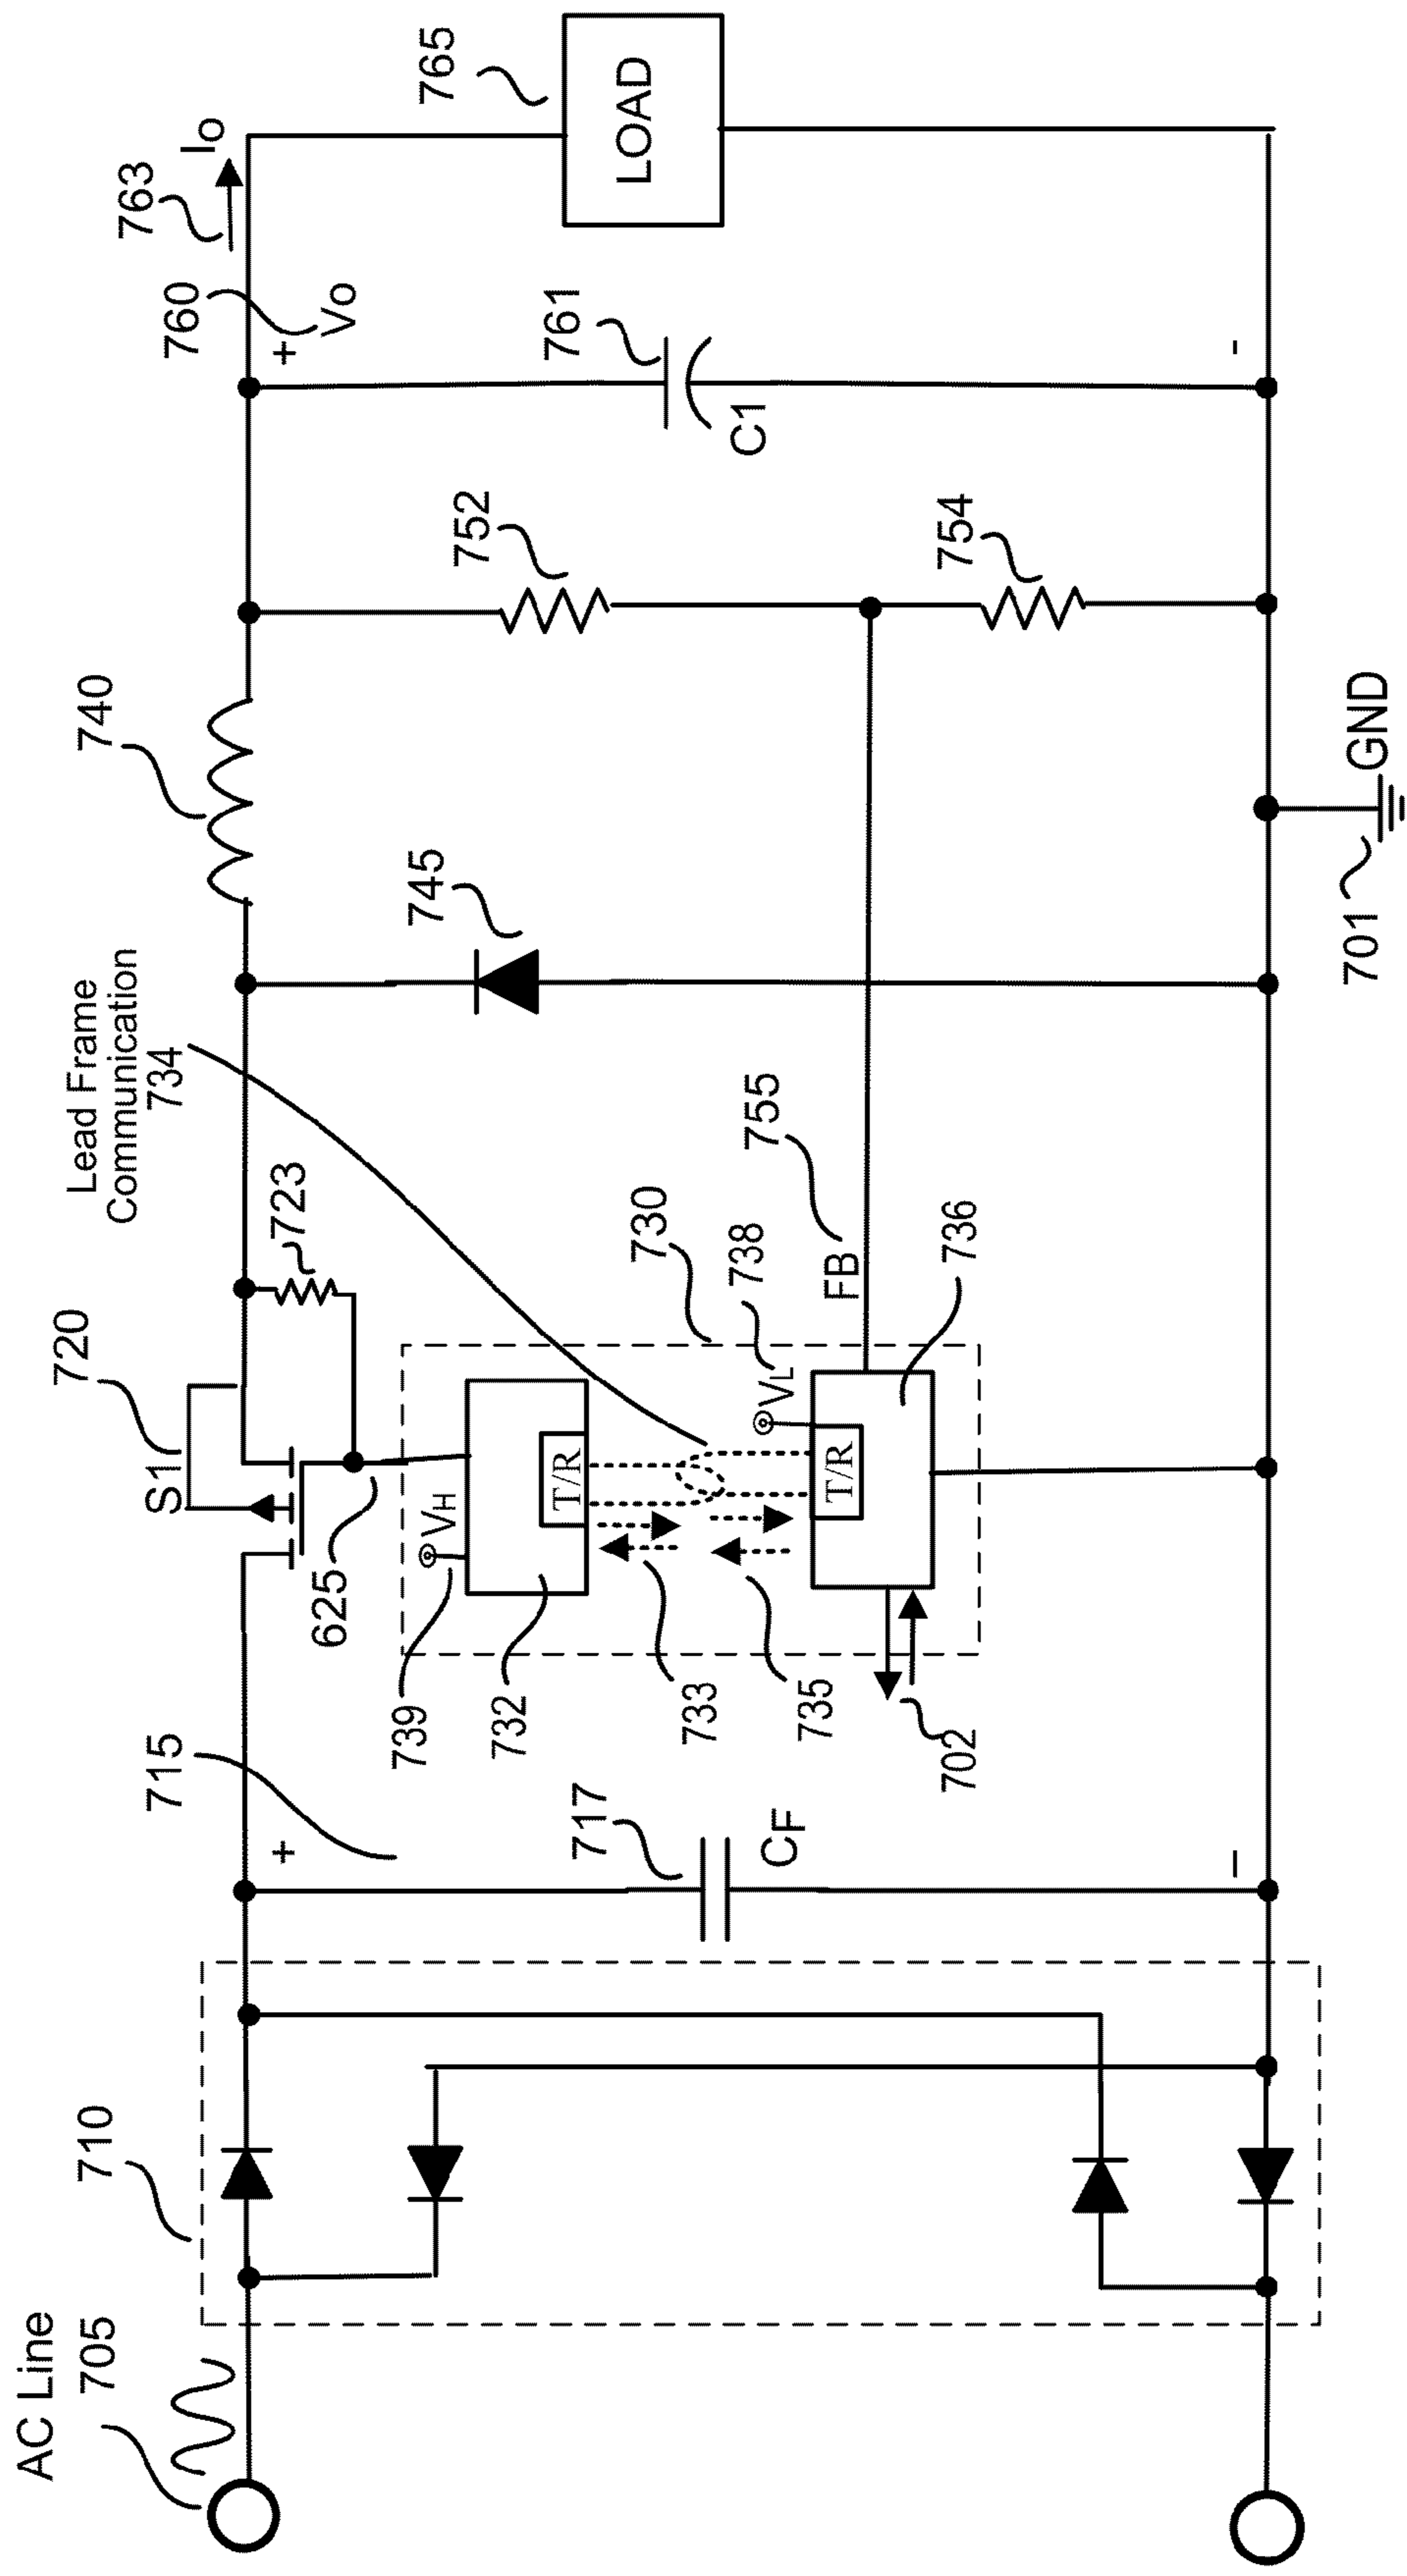 AC Line
705
710
715
+
717
CF
–
S1
720
723
625
739
VH
732
T/R
733
735
702
730
738
VL
T/R
736
FB
755
Lead Frame
Communication
734
745
740
701
GND
752
754
760
+
Vo
761
C1
-
763
Io
765
LOAD